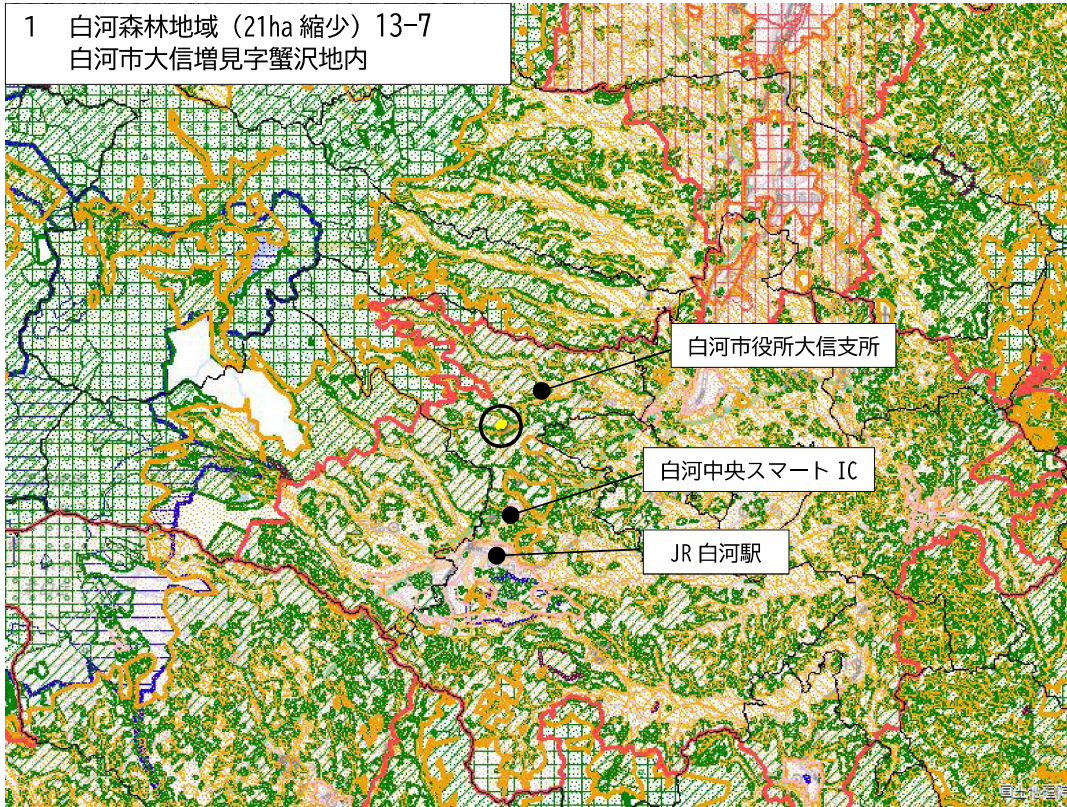 1 白河森林地域（21ha 縮少）13-7
白河市大信増見字蟹沢地内
白河市役所大信支所
白河中央スマート IC
JR 白河駅